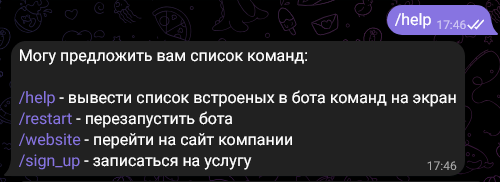 /help 17:46
Могу предложить вам список команд:
/help - вывести список встроеных в бота команд на экран
/restart - перезапустить бота
/website - перейти на сайт компании
/sign_up - записаться на услугу
17:46